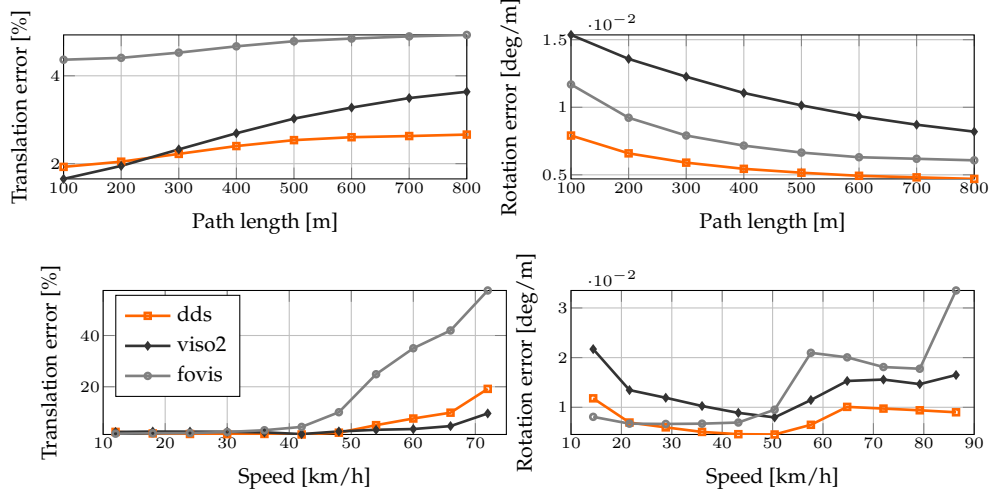 Translation error [%]
4
2
100 200 300 400 500 600 700 800
Path length [m]
Rotation error [deg/m]
·10−2
1.5
1
0.5
100 200 300 400 500 600 700 800
Path length [m]
Translation error [%]
40
20
dds
viso2
fovis
10 20 30 40 50 60 70
Speed [km/h]
Rotation error [deg/m]
·10−2
3
2
1
10 20 30 40 50 60 70 80 90
Speed [km/h]